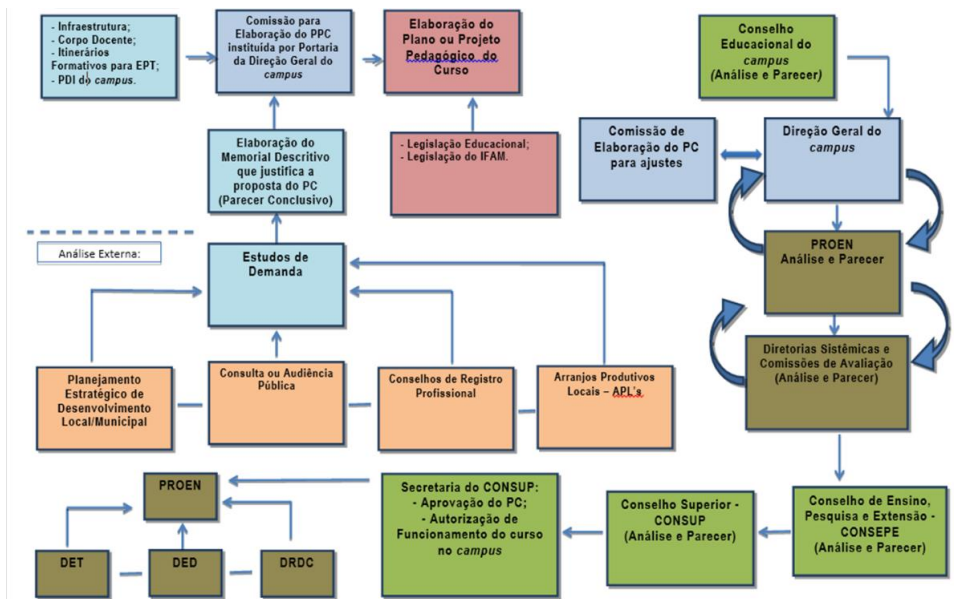 - Infraestrutura;
- Corpo Docente;
- Itinerários
Formativos para EPT;
- PDI do campus.
Comissão para
Elaboração do PPC
instituída por Portaria
da Direção Geral do
campus
Elaboração do
Plano ou Projeto
Pedagógico do
Curso
Elaboração do
Memorial Descritivo
que justifica a
proposta do PC
(Parecer Conclusivo)
- Legislação Educacional;
- Legislação do IFAM.
Análise Externa:
Estudos de
Demanda
Planejamento
Estratégico de
Desenvolvimento
Local/Municipal
Consulta ou Audiência
Pública
Conselhos de Registro
Profissional
Arranjos Produtivos
Locais – APL's
Conselho
Educacional do
campus
(Análise e Parecer)
Comissão de
Elaboração do PC
para ajustes
Direção Geral do
campus
PROEN
Análise e Parecer
Diretorias Sistêmicas e
Comissões de Avaliação
(Análise e Parecer)
Conselho de Ensino,
Pesquisa e Extensão -
CONSEPE
(Análise e Parecer)
Conselho Superior -
CONSUP
(Análise e Parecer)
Secretaria do CONSUP:
- Aprovação do PC;
- Autorização de
Funcionamento do curso
no campus
PROEN
DET
DED
DRDC